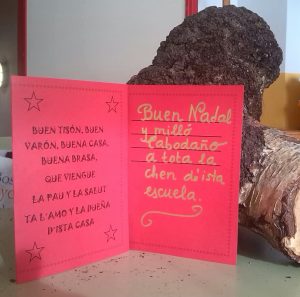 BUEN TISÓN, BUEN
VARÓN, BUENA CASA,
BUENA BRASA,
QUE VIENGUE
LA PAU Y LA SALUT
TA L'AMO Y LA DUEÑA
D'ISTA CASA
Buen Nadal
y milló
Cabodaño
á tota la
chen d'ista
escuela.